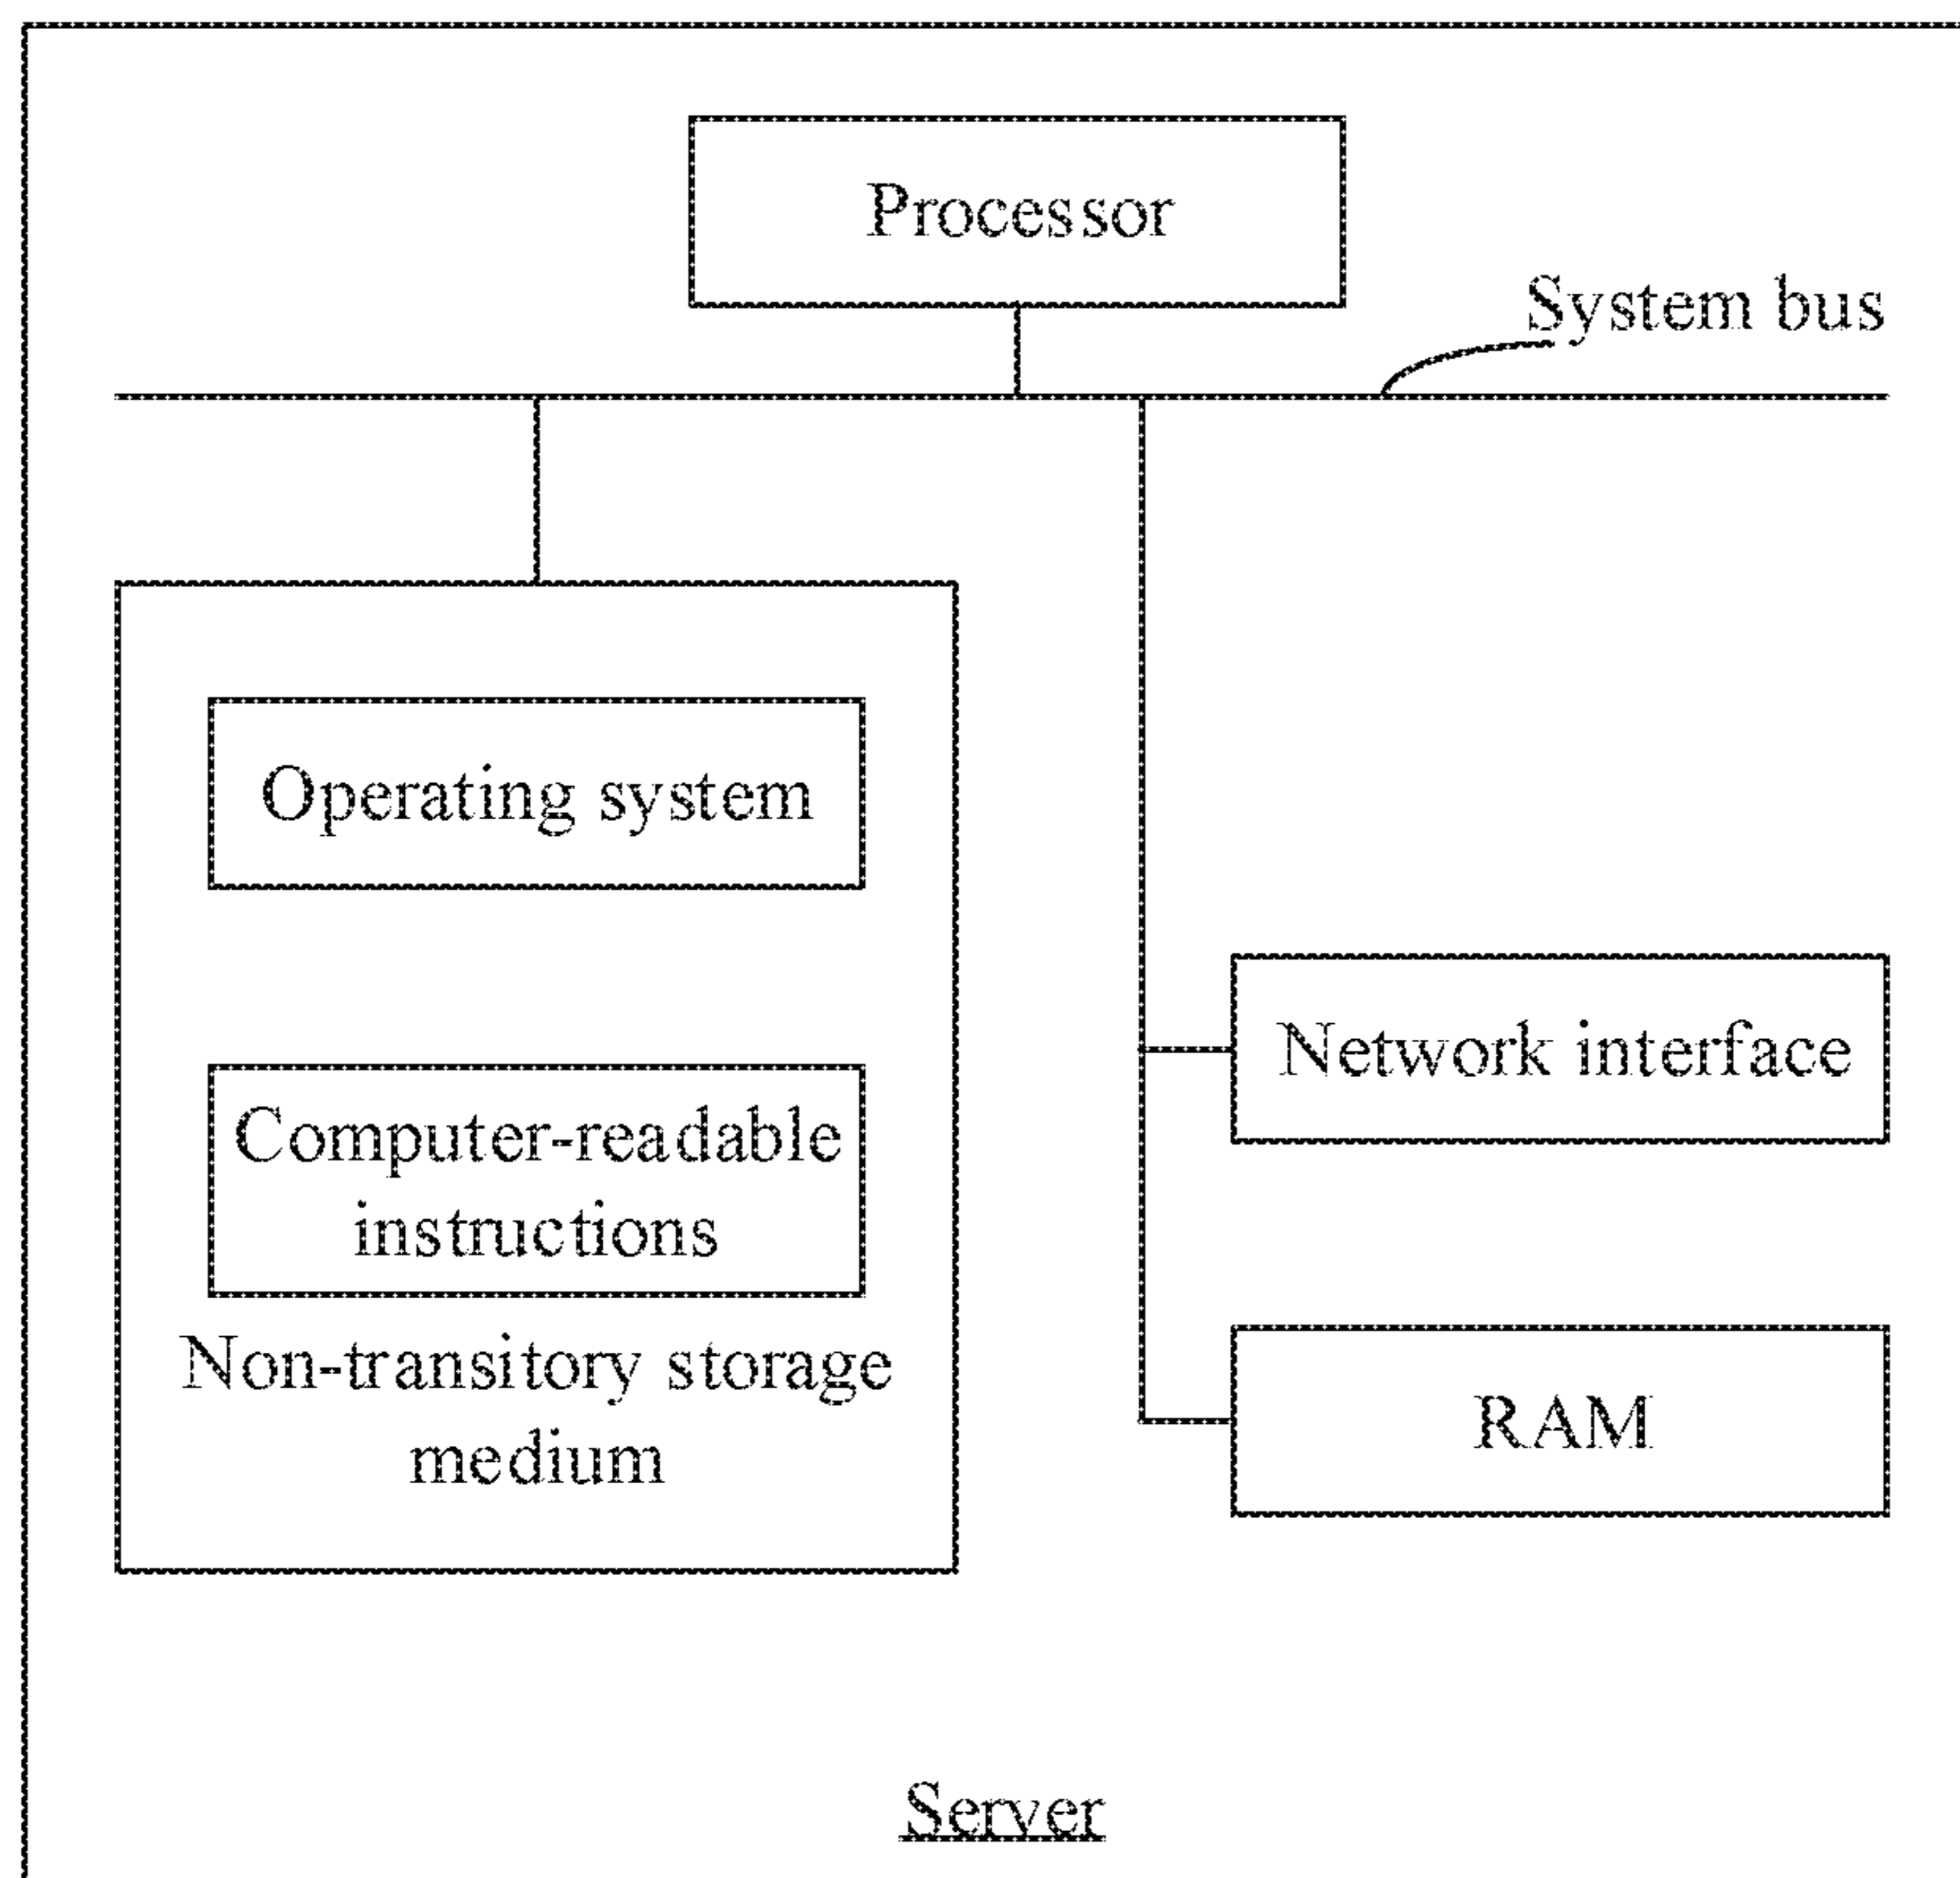 Processor
System bus
Operating system
Network interface
Computer-readable
instructions
Non-transitory storage
medium
RAM
Server